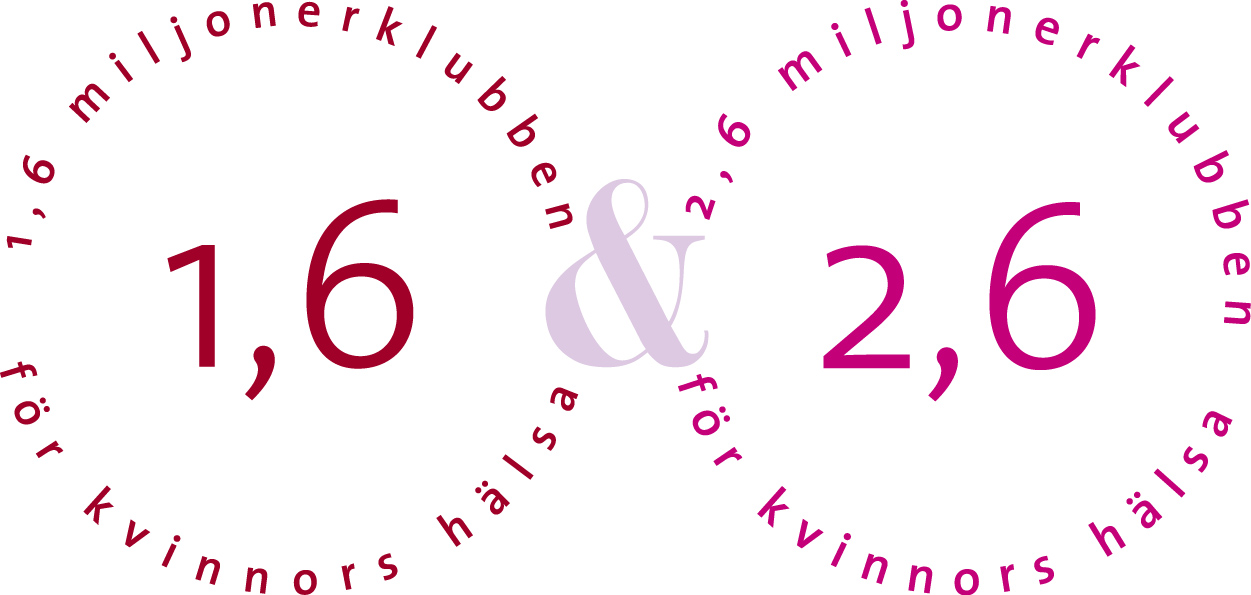 1,6 miljonerklubben
1,6
för kvinnors hälsa
&
2,6 miljonerklubben
2,6
för kvinnors hälsa